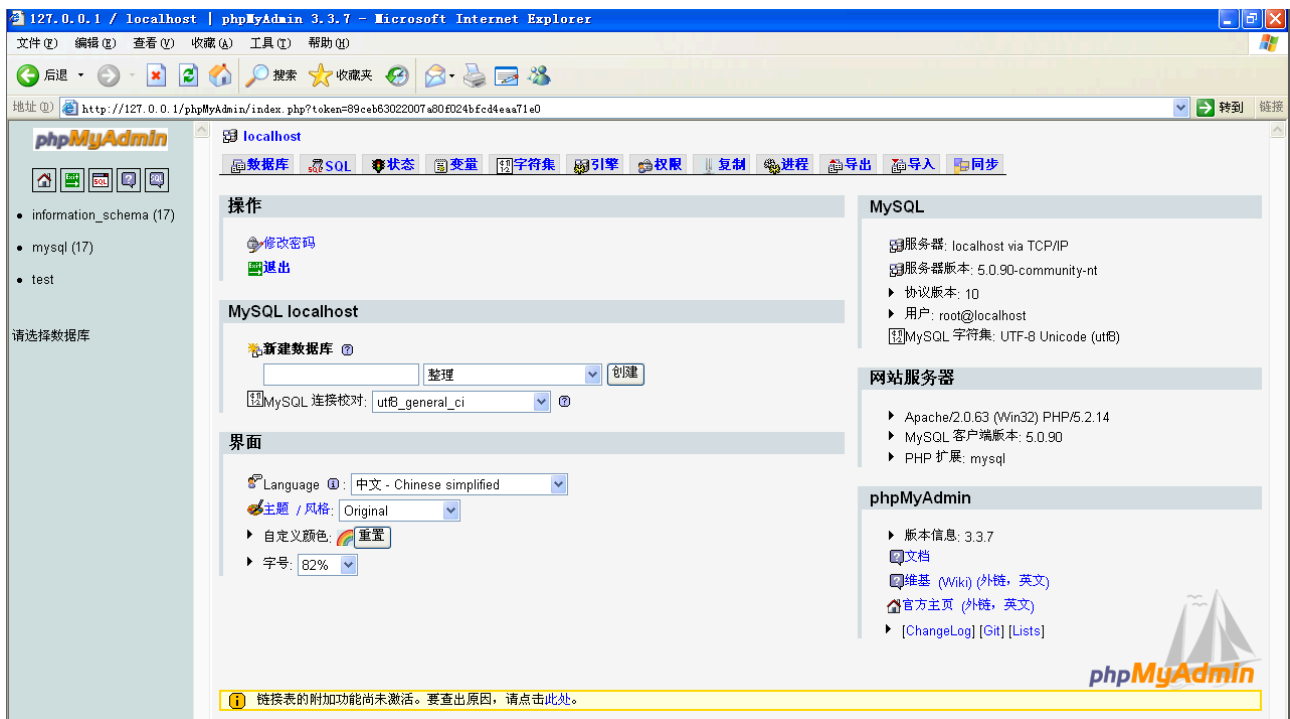 127.0.0.1 / localhost | phpMyAdmin 3.3.7 - Microsoft Internet Explorer
文件(F) 编辑(E) 查看(V) 收藏(A) 工具(T) 帮助(H)
后退 搜索 收藏夹
地址(D) http://127.0.0.1/phpMyAdmin/index.php?token=89ceb63022007a80f024bfcd4eaa71e0 转到 链接
phpMyAdmin
information_schema (17)
mysql (17)
test
请选择数据库
localhost
数据库 SQL 状态 变量 字符集 引擎 权限 复制 进程 导出 导入 同步
操作
修改密码
退出
MySQL localhost
新建数据库
整理 创建
MySQL 连接校对: utf8_general_ci
界面
Language : 中文 - Chinese simplified
主题 / 风格: Original
自定义颜色: 重置
字号: 82%
MySQL
服务器: localhost via TCP/IP
服务器版本: 5.0.90-community-nt
协议版本: 10
用户: root@localhost
MySQL 字符集: UTF-8 Unicode (utf8)
网站服务器
Apache/2.0.63 (Win32) PHP/5.2.14
MySQL 客户端版本: 5.0.90
PHP 扩展: mysql
phpMyAdmin
版本信息: 3.3.7
文档
维基 (Wiki) (外链，英文)
官方主页 (外链，英文)
[ChangeLog] [Git] [Lists]
phpMyAdmin
链接表的附加功能尚未激活。要查出原因，请点击此处。